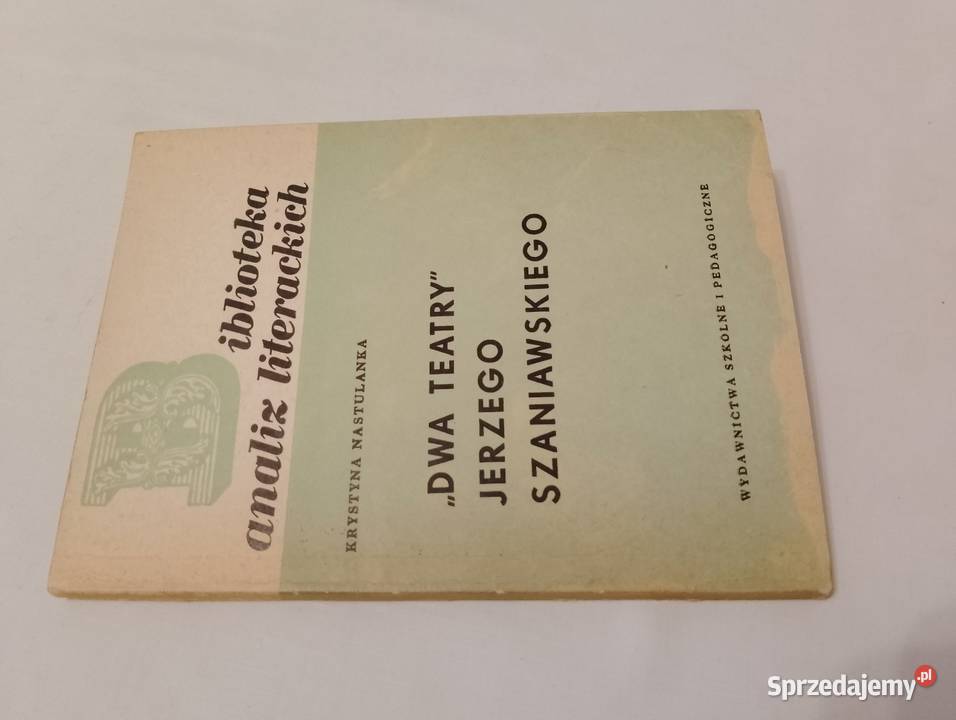 Biblioteka
analiz literackich
KRYSTYNA NASTULANKA
„DWA TEATRY”
JERZEGO
SZANIAWSKIEGO
WYDAWNICTWA SZKOLNE I PEDAGOGICZNE
Sprzedajemy.pl